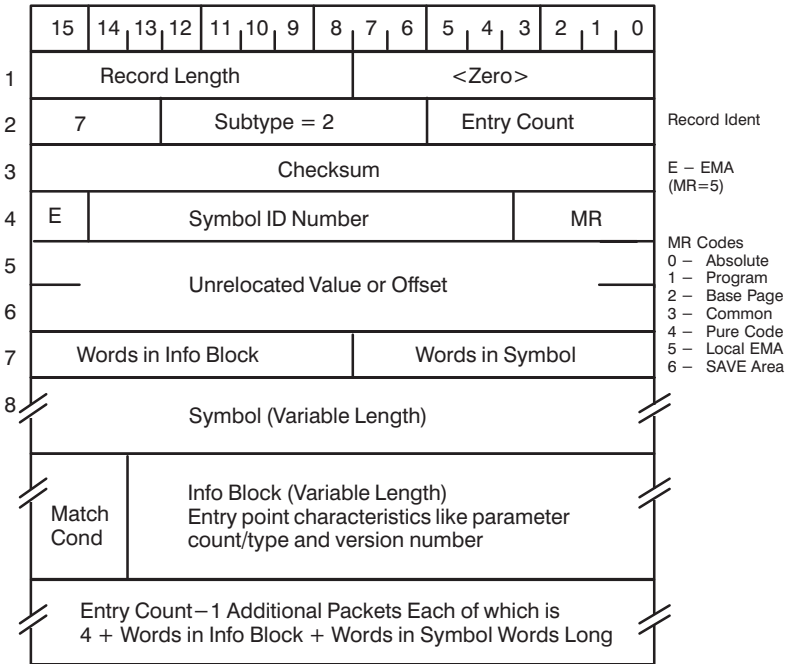 15 14 13 12 11 10 9 8 7 6 5 4 3 2 1 0
1 Record Length <Zero>
2 7 Subtype = 2 Entry Count Record Ident
3 Checksum
E – EMA
(MR=5)
4 E Symbol ID Number MR
MR Codes
0 – Absolute
1 – Program
2 – Base Page
3 – Common
4 – Pure Code
5 – Local EMA
6 – SAVE Area
5
Unrelocated Value or Offset
6
7 Words in Info Block Words in Symbol
8
Symbol (Variable Length)
Match
Cond
Info Block (Variable Length)
Entry point characteristics like parameter
count/type and version number
Entry Count–1 Additional Packets Each of which is
4 + Words in Info Block + Words in Symbol Words Long